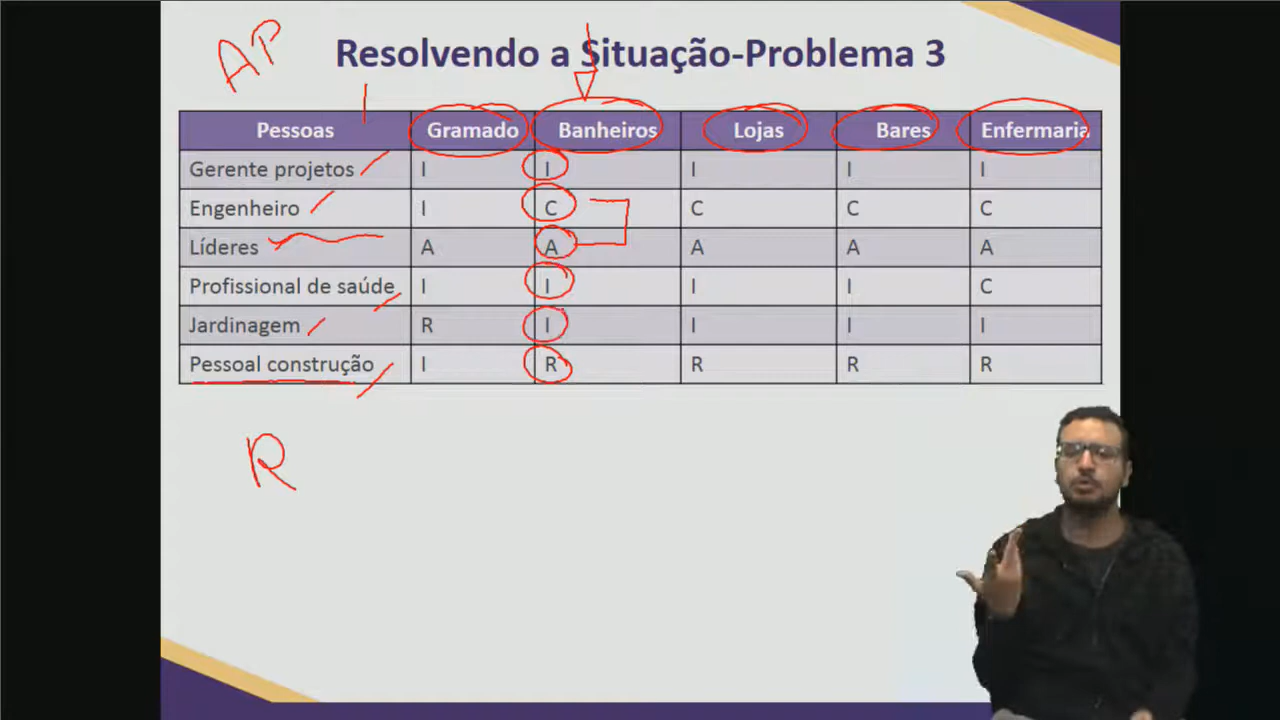 AP
Resolvendo a Situação-Problema 3
Pessoas Gramado Banheiros Lojas Bares Enfermaria
Gerente projetos I I I I I
Engenheiro I C C C C
Líderes A A A A A
Profissional de saúde I I I I C
Jardinagem R I I I I
Pessoal construção I R R R R
R